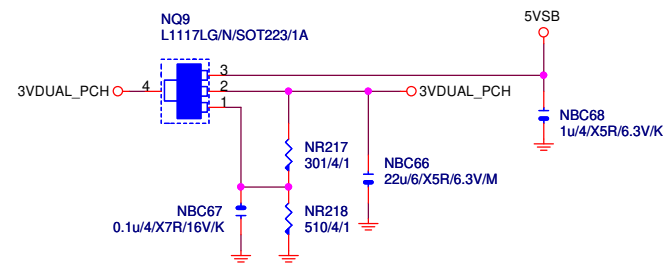 NQ9
L1117LG/N/SOT223/1A
5VSB
3
3VDUAL_PCH
4
2
3VDUAL_PCH
1
NBC68
1u/4/X5R/6.3V/K
NR217
301/4/1
NBC66
22u/6/X5R/6.3V/M
NBC67
0.1u/4/X7R/16V/K
NR218
510/4/1